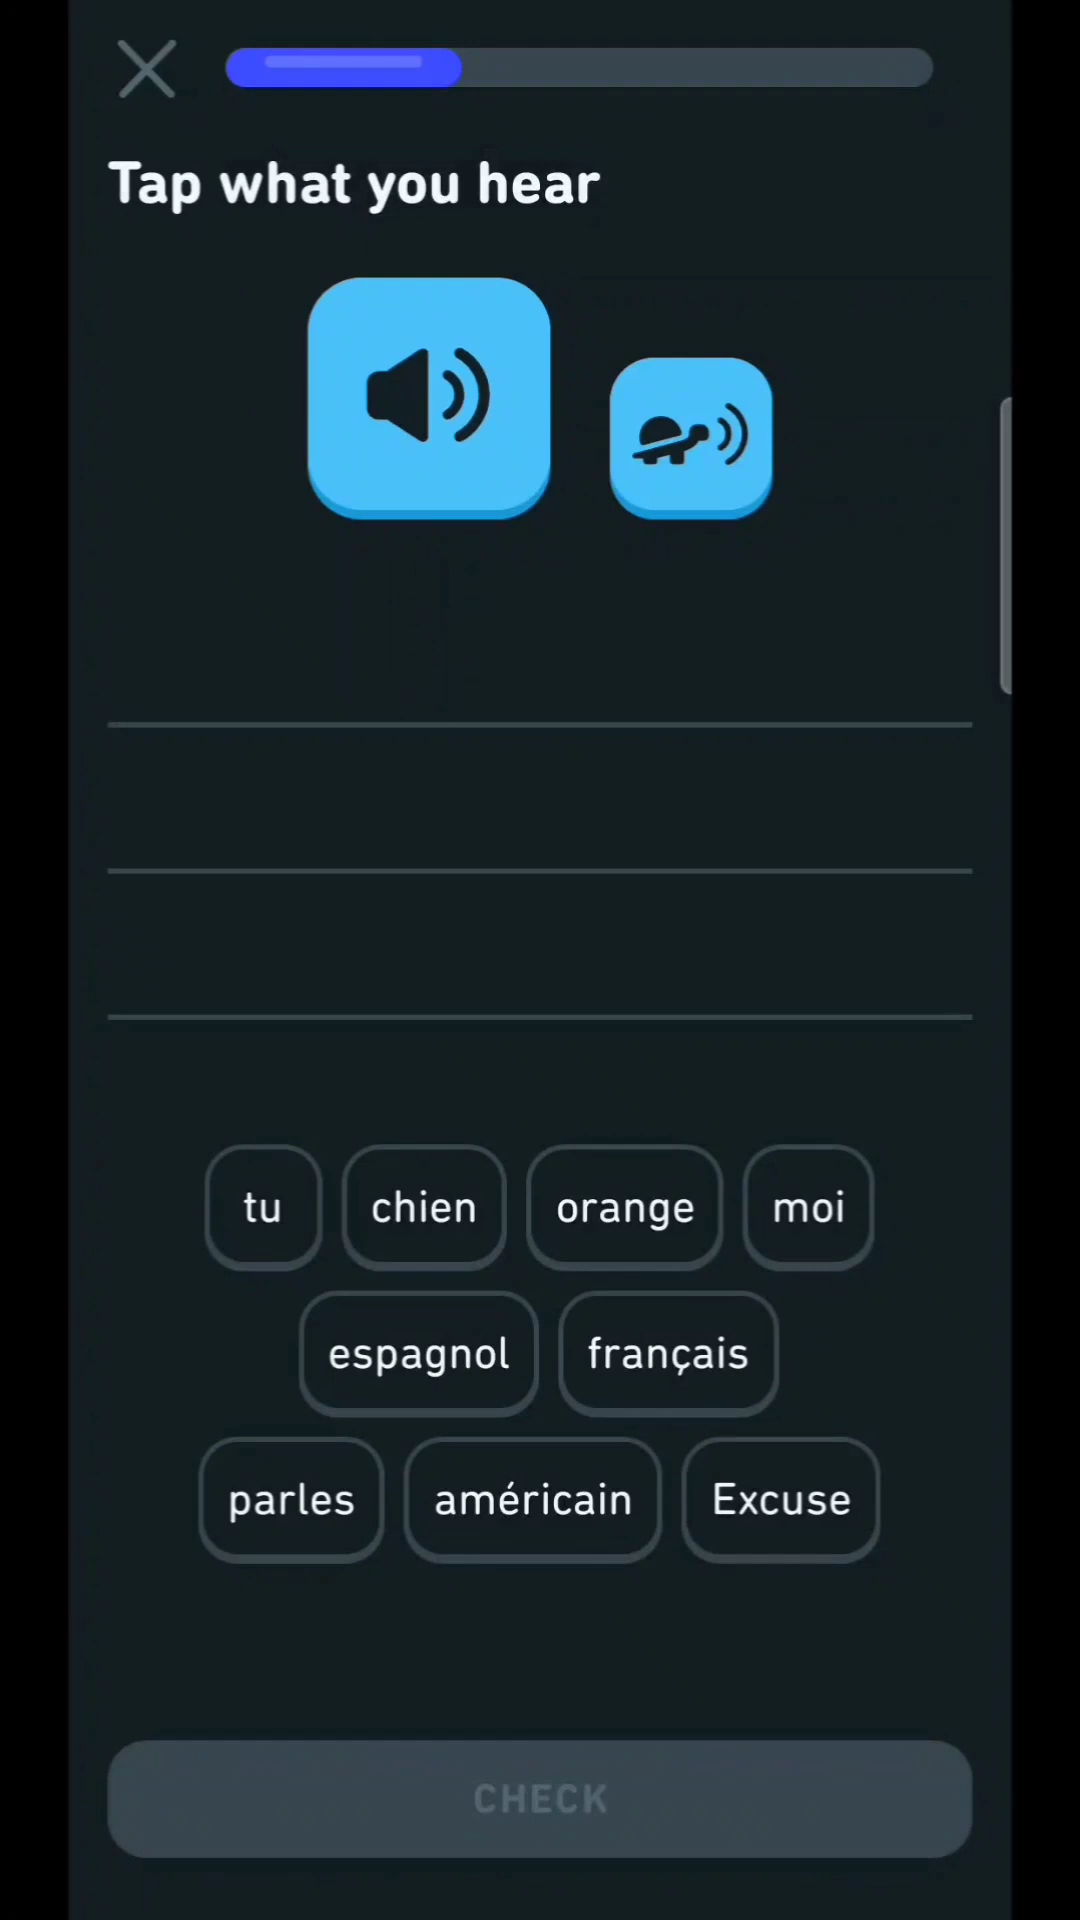 Tap what you hear
tu chien orange moi
espagnol français
parles américain Excuse
CHECK